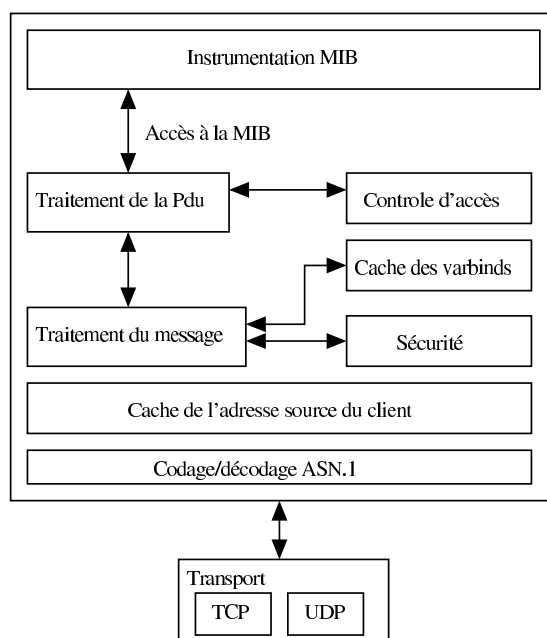 Instrumentation MIB
Accès à la MIB
Traitement de la Pdu
Controle d'accès
Cache des varbinds
Traitement du message
Sécurité
Cache de l'adresse source du client
Codage/décodage ASN.1
Transport
TCP
UDP